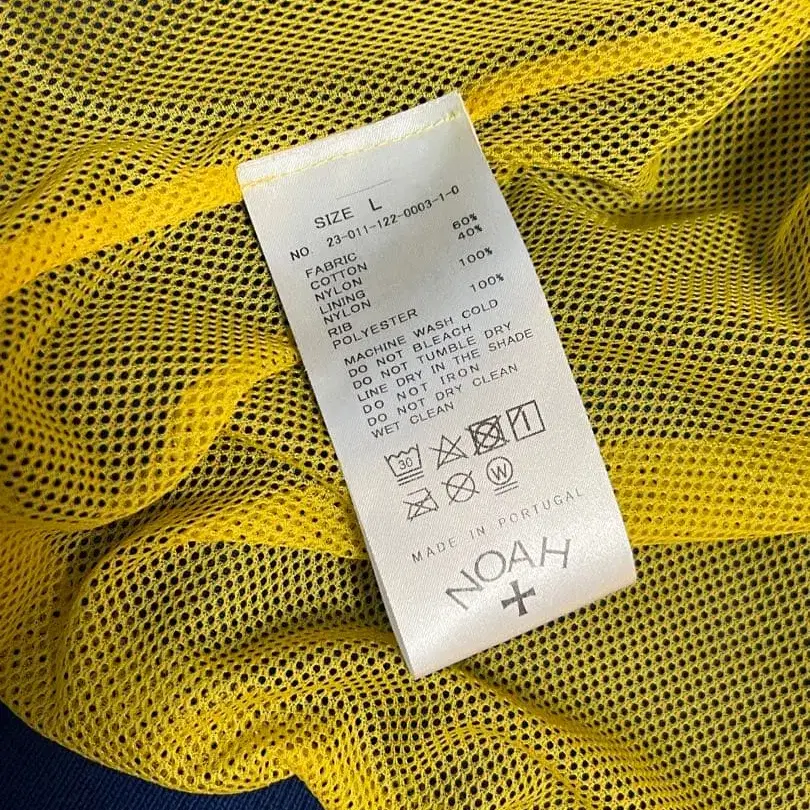 SIZE L
NO 23-011-122-0003-1-0
FABRIC
COTTON 60%
NYLON 40%
LINING
NYLON 100%
RIB
POLYESTER 100%
MACHINE WASH COLD
DO NOT BLEACH
DO NOT TUMBLE DRY
LINE DRY IN THE SHADE
DO NOT IRON
DO NOT DRY CLEAN
WET CLEAN
30
W
MADE IN PORTUGAL
NOAH